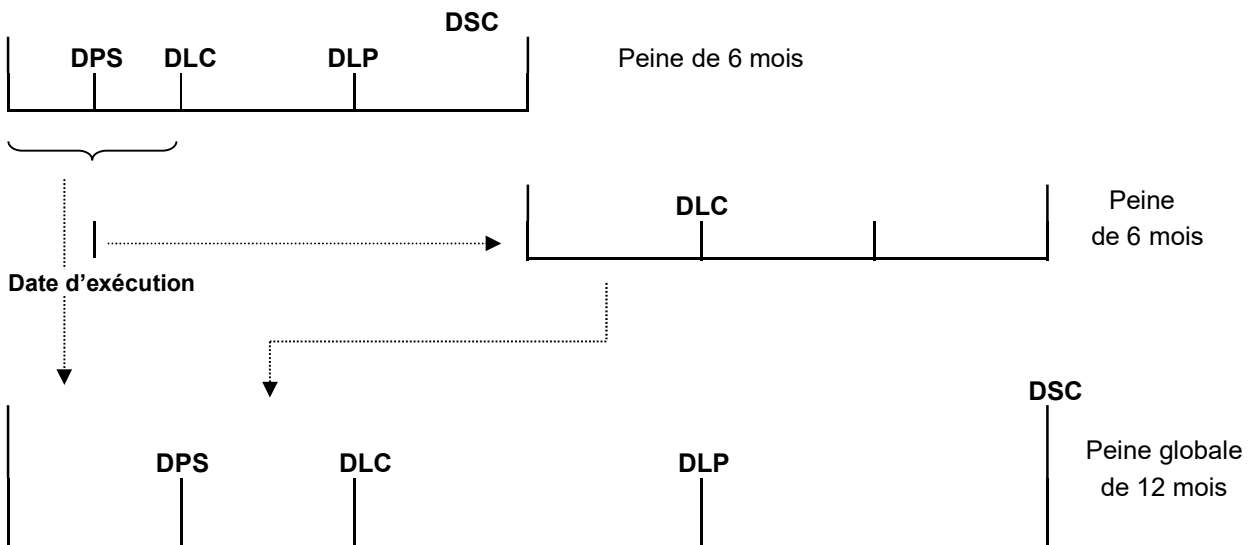 DSC
DPS DLC DLP Peine de 6 mois
DLC Peine
de 6 mois
Date d’exécution
DSC
DPS DLC DLP Peine globale
de 12 mois